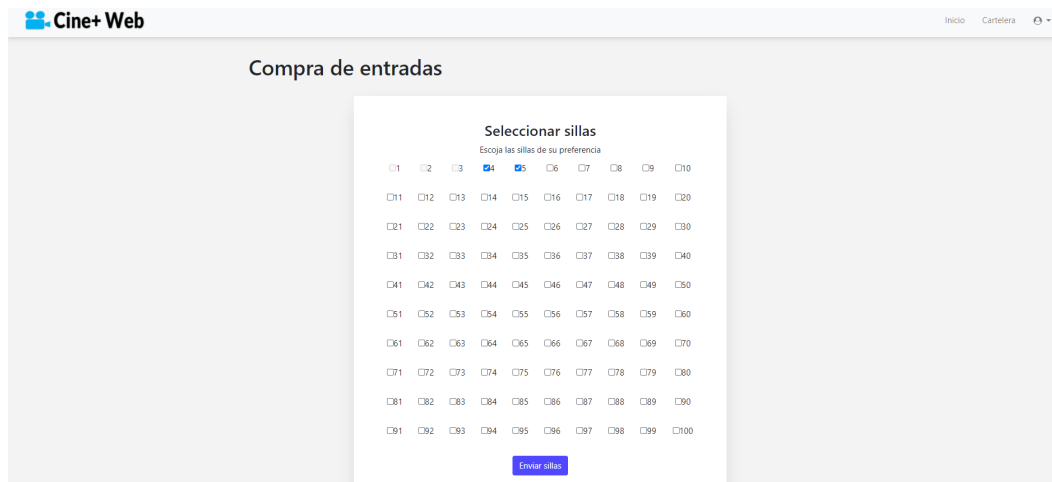 Cine+ Web
Inicio Cartelera
Compra de entradas
Seleccionar sillas
Escoja las sillas de su preferencia
1 2 3 4 5 6 7 8 9 10
11 12 13 14 15 16 17 18 19 20
21 22 23 24 25 26 27 28 29 30
31 32 33 34 35 36 37 38 39 40
41 42 43 44 45 46 47 48 49 50
51 52 53 54 55 56 57 58 59 60
61 62 63 64 65 66 67 68 69 70
71 72 73 74 75 76 77 78 79 80
81 82 83 84 85 86 87 88 89 90
91 92 93 94 95 96 97 98 99 100
Enviar sillas